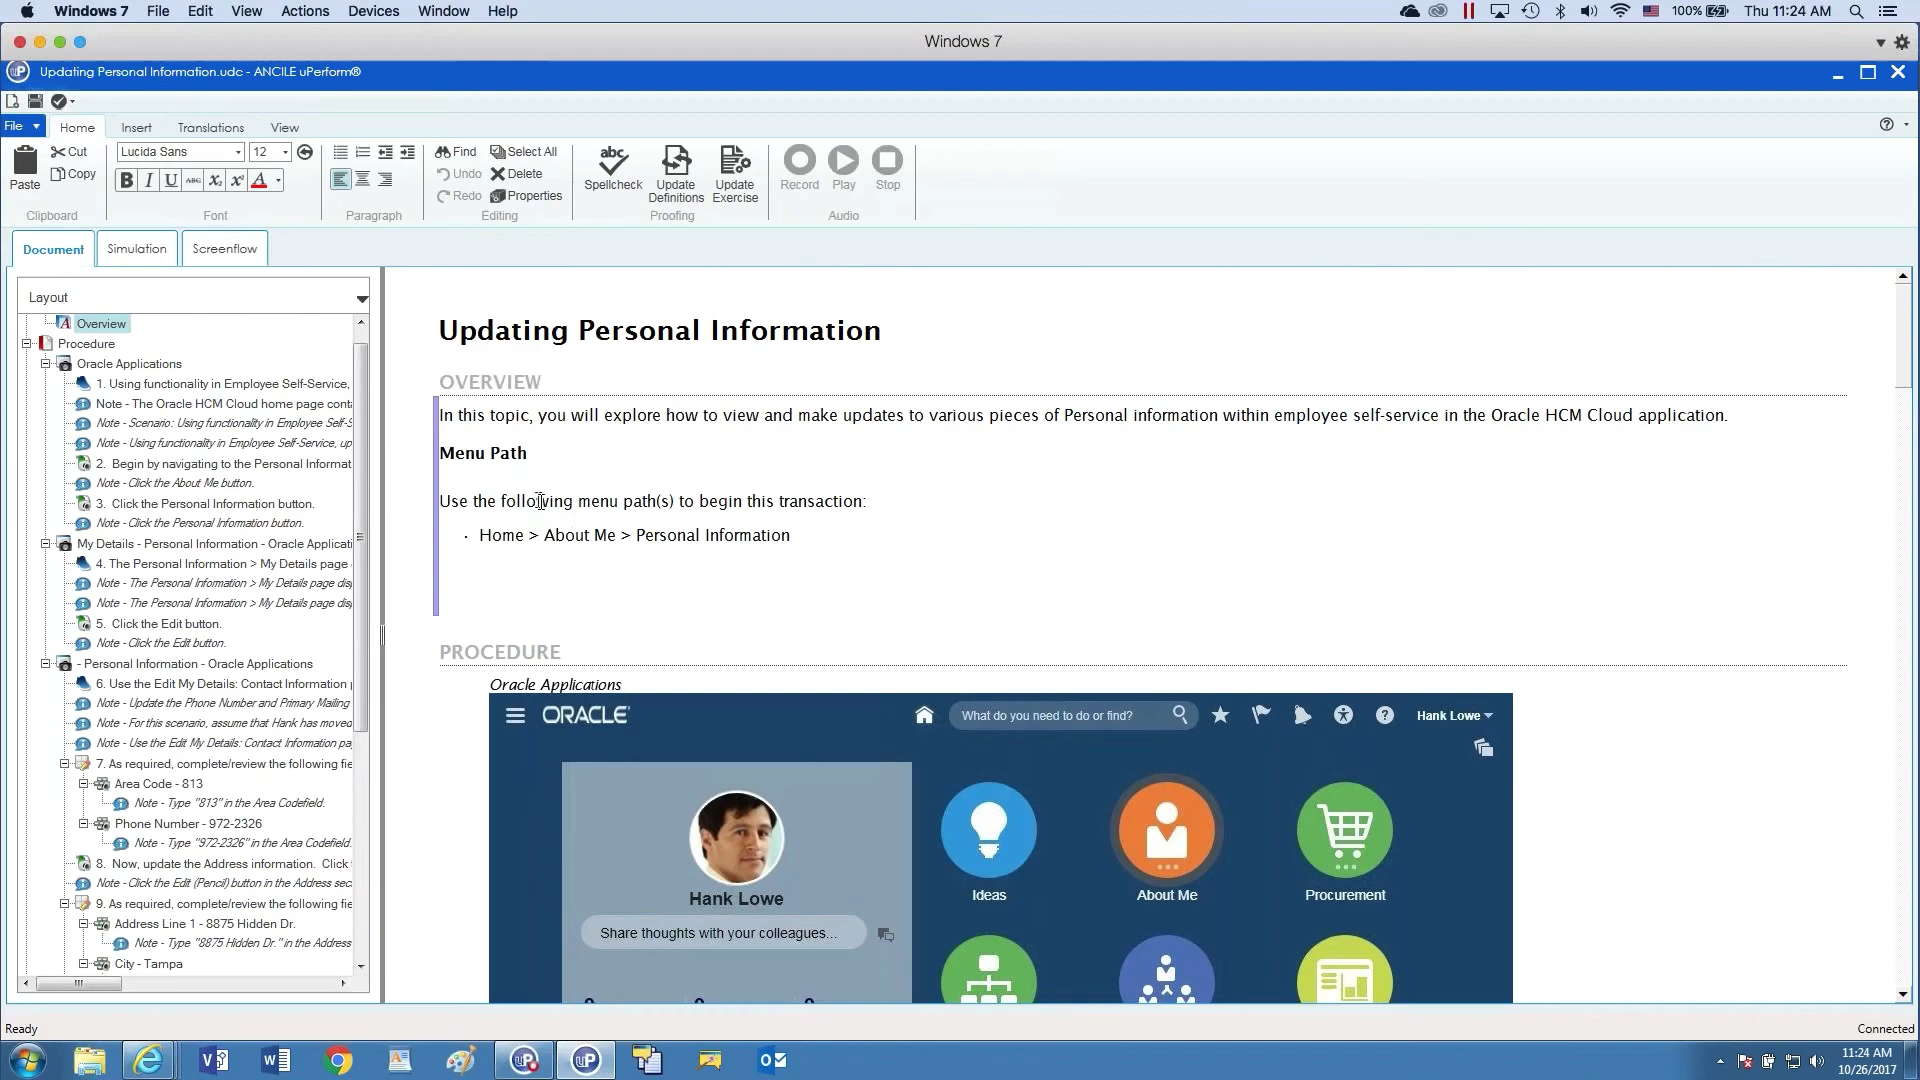 Windows 7 File Edit View Actions Devices Window Help 100% Thu 11:24 AM
Windows 7
Updating Personal Information.udc - ANCILE uPerform®
File Home Insert Translations View
Paste Cut Copy Clipboard
Lucida Sans 12
B I U ABC X₂ X² A Font
Paragraph
Find Select All
Undo Delete
Redo Properties
Editing
abc Spellcheck Update Definitions Update Exercise
Proofing
Record Play Stop
Audio
Document Simulation Screenflow
Layout
Overview
Procedure
Oracle Applications
1. Using functionality in Employee Self-Service,
Note - The Oracle HCM Cloud home page cont
Note - Scenario: Using functionality in Employee Self-S
Note - Using functionality in Employee Self-Service, up
2. Begin by navigating to the Personal Informat
Note - Click the About Me button.
3. Click the Personal Information button.
Note - Click the Personal Information button.
My Details - Personal Information - Oracle Applicati
4. The Personal Information > My Details page
Note - The Personal Information > My Details page dis
Note - The Personal Information > My Details page dis
5. Click the Edit button.
Note - Click the Edit button.
- Personal Information - Oracle Applications
6. Use the Edit My Details: Contact Information p
Note - Update the Phone Number and Primary Mailing
Note - For this scenario, assume that Hank has moved
Note - Use the Edit My Details: Contact Information pa
7. As required, complete/review the following fie
Area Code - 813
Note - Type "813" in the Area Codefield.
Phone Number - 972-2326
Note - Type "972-2326" in the Area Codefield.
8. Now, update the Address information. Click
Note - Click the Edit (Pencil) button in the Address sec
9. As required, complete/review the following fie
Address Line 1 - 8875 Hidden Dr.
Note - Type "8875 Hidden Dr." in the Address
City - Tampa
Updating Personal Information
OVERVIEW
In this topic, you will explore how to view and make updates to various pieces of Personal information within employee self-service in the Oracle HCM Cloud application.
Menu Path
Use the following menu path(s) to begin this transaction:
· Home > About Me > Personal Information
PROCEDURE
Oracle Applications
ORACLE What do you need to do or find? Hank Lowe
Hank Lowe
Share thoughts with your colleagues...
Ideas About Me Procurement
Ready Connected
11:24 AM
10/26/2017